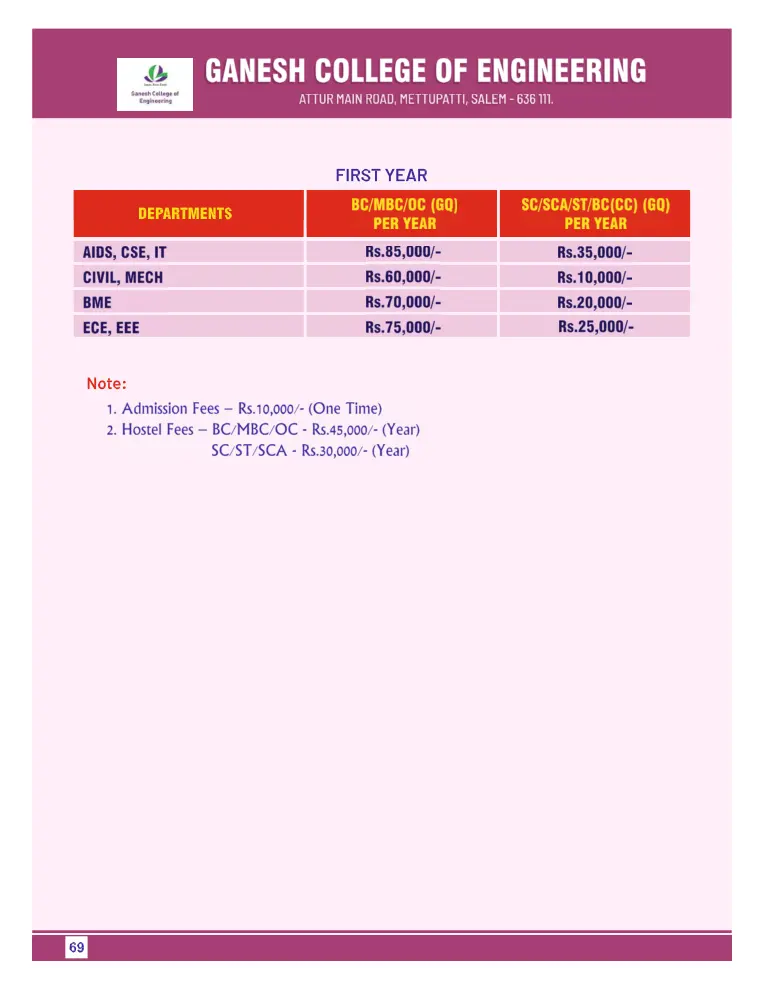 GANESH COLLEGE OF ENGINEERING
Ganesh College of
Engineering
ATTUR MAIN ROAD, METTUPATTI, SALEM - 636 111.
FIRST YEAR
DEPARTMENTS BC/MBC/OC (GQ) PER YEAR SC/SCA/ST/BC(CC) (GQ) PER YEAR
AIDS, CSE, IT Rs.85,000/- Rs.35,000/-
CIVIL, MECH Rs.60,000/- Rs.10,000/-
BME Rs.70,000/- Rs.20,000/-
ECE, EEE Rs.75,000/- Rs.25,000/-
Note:
1. Admission Fees – Rs.10,000/- (One Time)
2. Hostel Fees – BC/MBC/OC - Rs.45,000/- (Year)
SC/ST/SCA - Rs.30,000/- (Year)
69